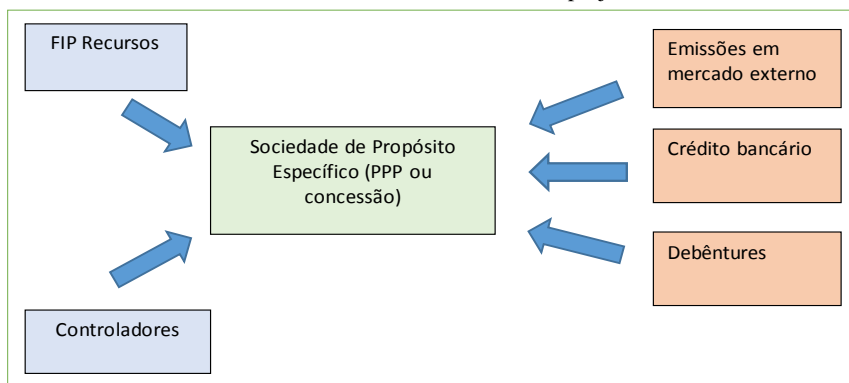 FIP Recursos
Controladores
Sociedade de Propósito
Específico (PPP ou
concessão)
Emissões em
mercado externo
Crédito bancário
Debêntures